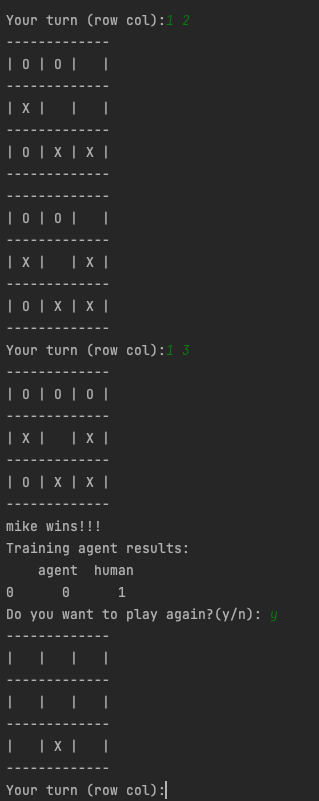 Your turn (row col):1 2
-------------
| O | O |   |
-------------
| X |   |   |
-------------
| O | X | X |
-------------
-------------
| O | O |   |
-------------
| X |   | X |
-------------
| O | X | X |
-------------
Your turn (row col):1 3
-------------
| O | O | O |
-------------
| X |   | X |
-------------
| O | X | X |
-------------
mike wins!!!
Training agent results:
    agent  human
0      0      1
Do you want to play again?(y/n): y
-------------
|   |   |   |
-------------
|   |   |   |
-------------
|   | X |   |
-------------
Your turn (row col):